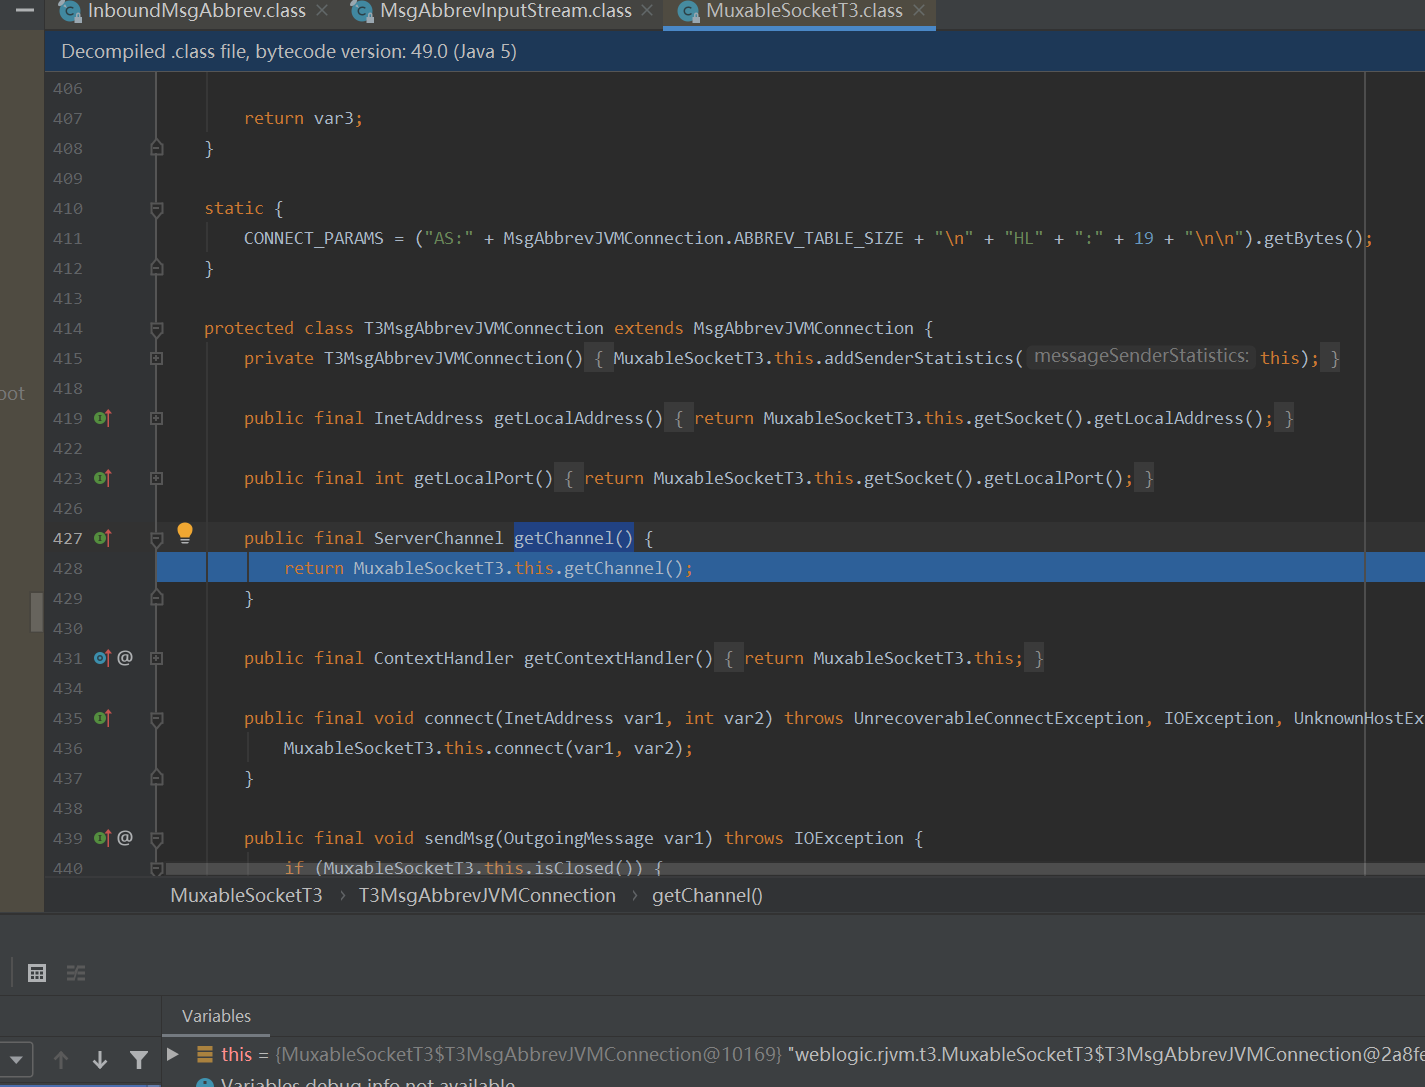 InboundMsgAbbrev.class MsgAbbrevInputStream.class MuxableSocketT3.class
Decompiled .class file, bytecode version: 49.0 (Java 5)
406
407 return var3;
408 }
409
410 static {
411 CONNECT_PARAMS = ("AS:" + MsgAbbrevJVMConnection.ABBREV_TABLE_SIZE + "\n" + "HL" + ":" + 19 + "\n\n").getBytes();
412 }
413
414 protected class T3MsgAbbrevJVMConnection extends MsgAbbrevJVMConnection {
415 private T3MsgAbbrevJVMConnection() { MuxableSocketT3.this.addSenderStatistics( messageSenderStatistics: this); }
418
419 public final InetAddress getLocalAddress() { return MuxableSocketT3.this.getSocket().getLocalAddress(); }
422
423 public final int getLocalPort() { return MuxableSocketT3.this.getSocket().getLocalPort(); }
426
427 public final ServerChannel getChannel() {
428 return MuxableSocketT3.this.getChannel();
429 }
430
431 @ public final ContextHandler getContextHandler() { return MuxableSocketT3.this; }
434
435 public final void connect(InetAddress var1, int var2) throws UnrecoverableConnectException, IOException, UnknownHostEx
436 MuxableSocketT3.this.connect(var1, var2);
437 }
438
439 @ public final void sendMsg(OutgoingMessage var1) throws IOException {
440 if (MuxableSocketT3.this.isClosed()) {
oot
MuxableSocketT3 › T3MsgAbbrevJVMConnection › getChannel()
Variables
this = {MuxableSocketT3$T3MsgAbbrevJVMConnection@10169} "weblogic.rjvm.t3.MuxableSocketT3$T3MsgAbbrevJVMConnection@2a8fe
Variables debug info not available